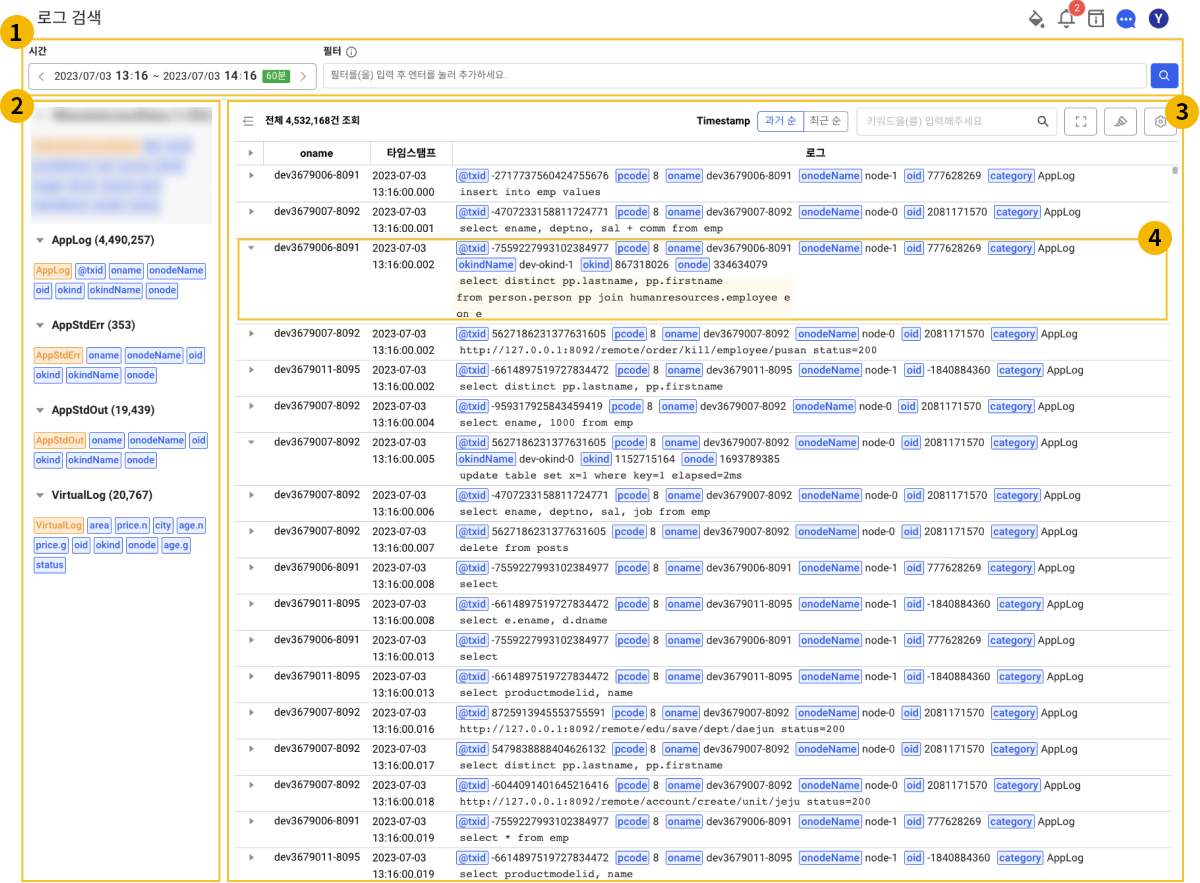 로그 검색
2
Y
1
시간
필터
2023/07/03 13:16 ~ 2023/07/03 14:16 60분
필터를(을) 입력 후 엔터를 눌러 추가하세요.
2
AppLog (4,490,257)
AppLog @txid oname onodeName
oid okind okindName onode
AppStdErr (353)
AppStdErr oname onodeName oid
okind okindName onode
AppStdOut (19,439)
AppStdOut oname onodeName oid
okind okindName onode
VirtualLog (20,767)
VirtualLog area price.n city age.n
price.g oid okind onode age.g
status
3
전체 4,532,168건 조회
Timestamp 과거 순 최근 순 키워드을(를) 입력해주세요
oname 타임스탬프 로그
dev3679006-8091 2023-07-03 @txid -2717737560424755676 pcode 8 oname dev3679006-8091 onodeName node-1 oid 777628269 category AppLog
13:16:00.000 insert into emp values
dev3679007-8092 2023-07-03 @txid -4707233158811724771 pcode 8 oname dev3679007-8092 onodeName node-0 oid 2081171570 category AppLog
13:16:00.001 select ename, deptno, sal + comm from emp
4
dev3679006-8091 2023-07-03 @txid -7559227993102384977 pcode 8 oname dev3679006-8091 onodeName node-1 oid 777628269 category AppLog
13:16:00.002 okindName dev-okind-1 okind 867318026 onode 334634079
select distinct pp.lastname, pp.firstname
from person.person pp join humanresources.employee e
on e
dev3679007-8092 2023-07-03 @txid 5627186231377631605 pcode 8 oname dev3679007-8092 onodeName node-0 oid 2081171570 category AppLog
13:16:00.002 http://127.0.0.1:8092/remote/order/kill/employee/pusan status=200
dev3679011-8095 2023-07-03 @txid -6614897519727834472 pcode 8 oname dev3679011-8095 onodeName node-1 oid -1840884360 category AppLog
13:16:00.002 select distinct pp.lastname, pp.firstname
dev3679007-8092 2023-07-03 @txid -959317925843459419 pcode 8 oname dev3679007-8092 onodeName node-0 oid 2081171570 category AppLog
13:16:00.004 select ename, 1000 from emp
dev3679007-8092 2023-07-03 @txid 5627186231377631605 pcode 8 oname dev3679007-8092 onodeName node-0 oid 2081171570 category AppLog
13:16:00.005 okindName dev-okind-0 okind 1152715164 onode 1693789385
update table set x=1 where key=1 elapsed=2ms
dev3679007-8092 2023-07-03 @txid -4707233158811724771 pcode 8 oname dev3679007-8092 onodeName node-0 oid 2081171570 category AppLog
13:16:00.006 select ename, deptno, sal, job from emp
dev3679007-8092 2023-07-03 @txid 5627186231377631605 pcode 8 oname dev3679007-8092 onodeName node-0 oid 2081171570 category AppLog
13:16:00.007 delete from posts
dev3679006-8091 2023-07-03 @txid -7559227993102384977 pcode 8 oname dev3679006-8091 onodeName node-1 oid 777628269 category AppLog
13:16:00.008 select
dev3679011-8095 2023-07-03 @txid -6614897519727834472 pcode 8 oname dev3679011-8095 onodeName node-1 oid -1840884360 category AppLog
13:16:00.008 select e.ename, d.dname
dev3679006-8091 2023-07-03 @txid -7559227993102384977 pcode 8 oname dev3679006-8091 onodeName node-1 oid 777628269 category AppLog
13:16:00.013 select
dev3679011-8095 2023-07-03 @txid -6614897519727834472 pcode 8 oname dev3679011-8095 onodeName node-1 oid -1840884360 category AppLog
13:16:00.013 select productmodelid, name
dev3679007-8092 2023-07-03 @txid 8725913945553755591 pcode 8 oname dev3679007-8092 onodeName node-0 oid 2081171570 category AppLog
13:16:00.016 http://127.0.0.1:8092/remote/edu/save/dept/daejun status=200
dev3679007-8092 2023-07-03 @txid 5479838888404626132 pcode 8 oname dev3679007-8092 onodeName node-0 oid 2081171570 category AppLog
13:16:00.017 select distinct pp.lastname, pp.firstname
dev3679007-8092 2023-07-03 @txid -6044091401645216416 pcode 8 oname dev3679007-8092 onodeName node-0 oid 2081171570 category AppLog
13:16:00.018 http://127.0.0.1:8092/remote/account/create/unit/jeju status=200
dev3679006-8091 2023-07-03 @txid -7559227993102384977 pcode 8 oname dev3679006-8091 onodeName node-1 oid 777628269 category AppLog
13:16:00.019 select * from emp
dev3679011-8095 2023-07-03 @txid -6614897519727834472 pcode 8 oname dev3679011-8095 onodeName node-1 oid -1840884360 category AppLog
13:16:00.019 select productmodelid, name